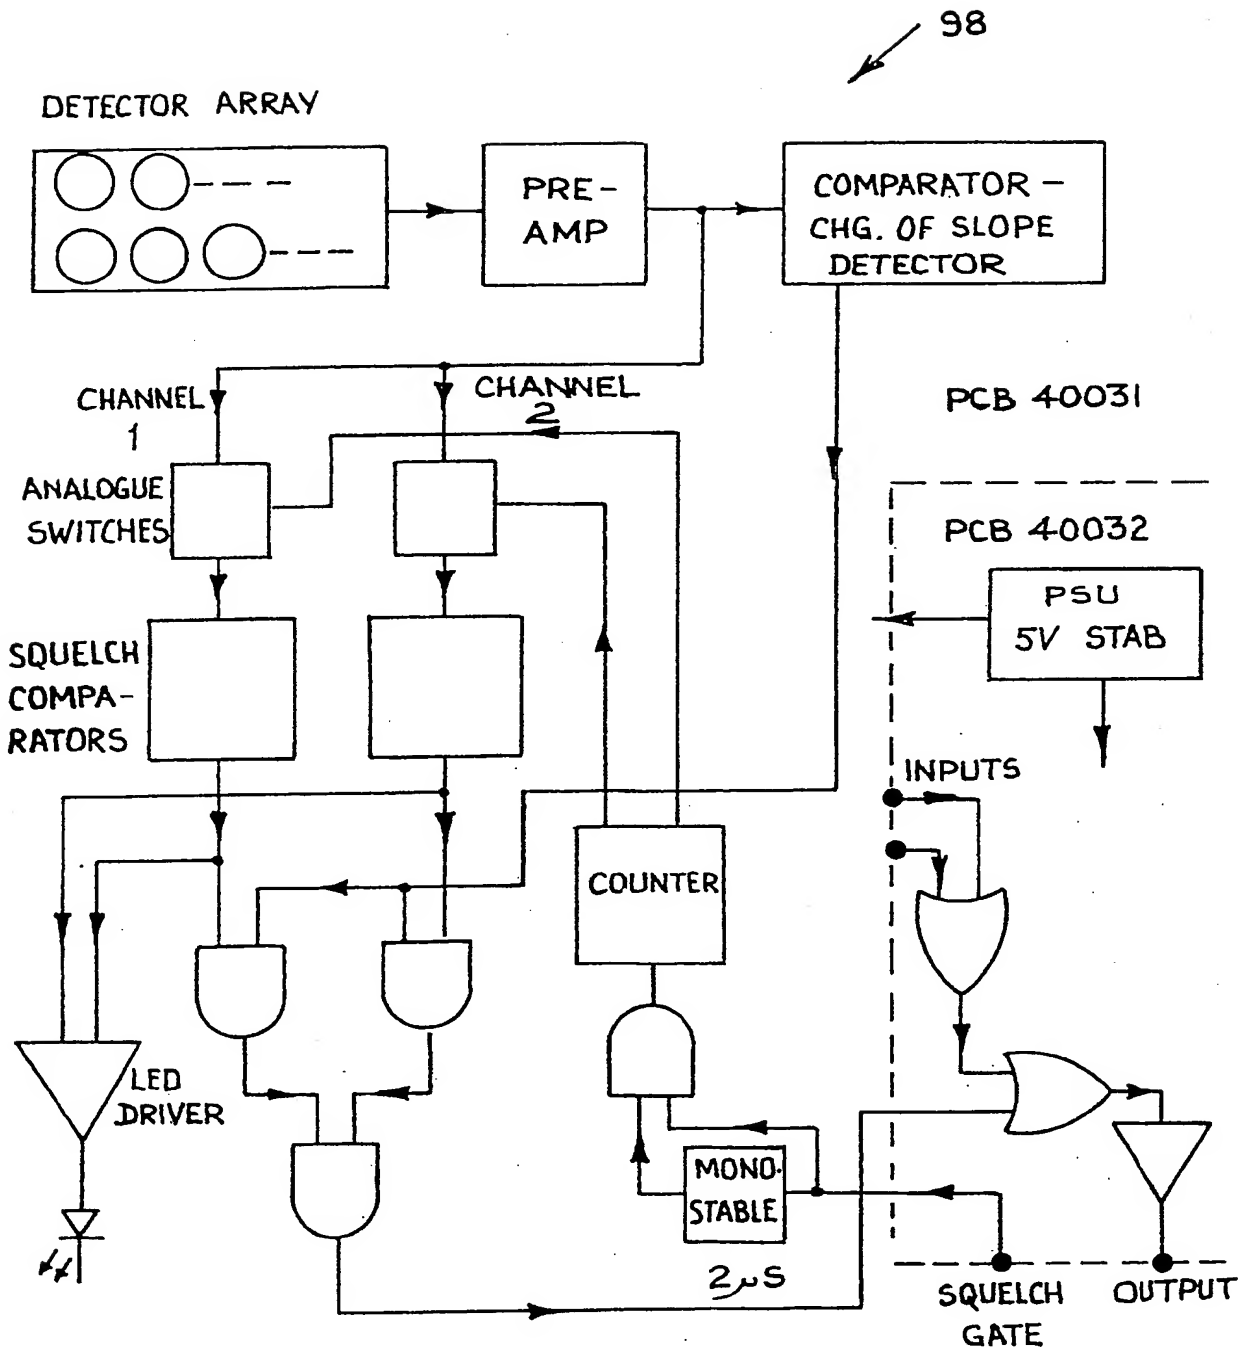 98
DETECTOR ARRAY
PRE-
AMP
COMPARATOR -
CHG. OF SLOPE
DETECTOR
CHANNEL
1
CHANNEL
2
PCB 40031
ANALOGUE
SWITCHES
PCB 40032
PSU
5V STAB
SQUELCH
COMPA-
RATORS
INPUTS
COUNTER
LED
DRIVER
MONO-
STABLE
2μS
SQUELCH
GATE
OUTPUT